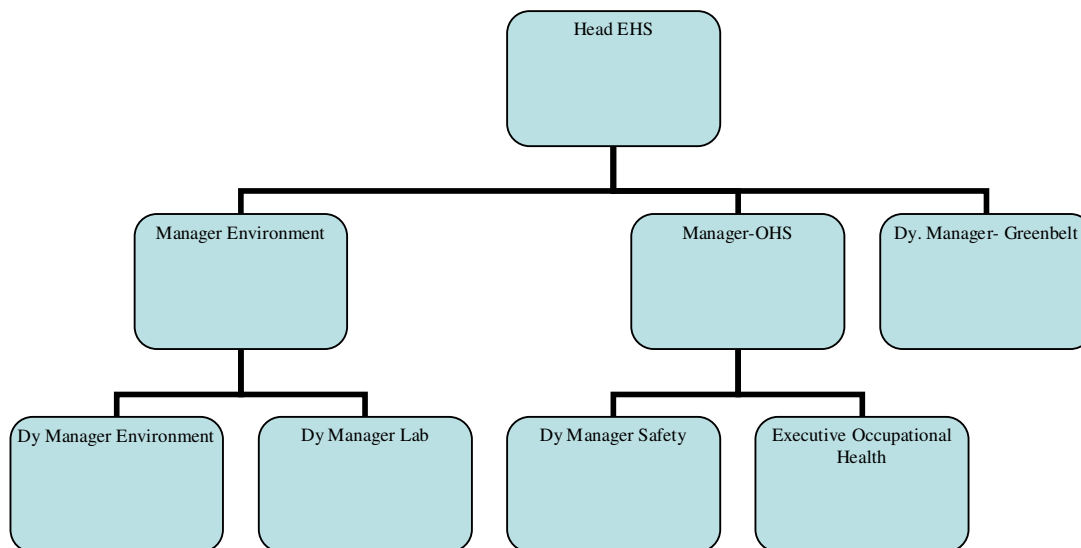 Head EHS
Manager Environment
Manager-OHS
Dy. Manager- Greenbelt
Dy Manager Environment
Dy Manager Lab
Dy Manager Safety
Executive Occupational
Health